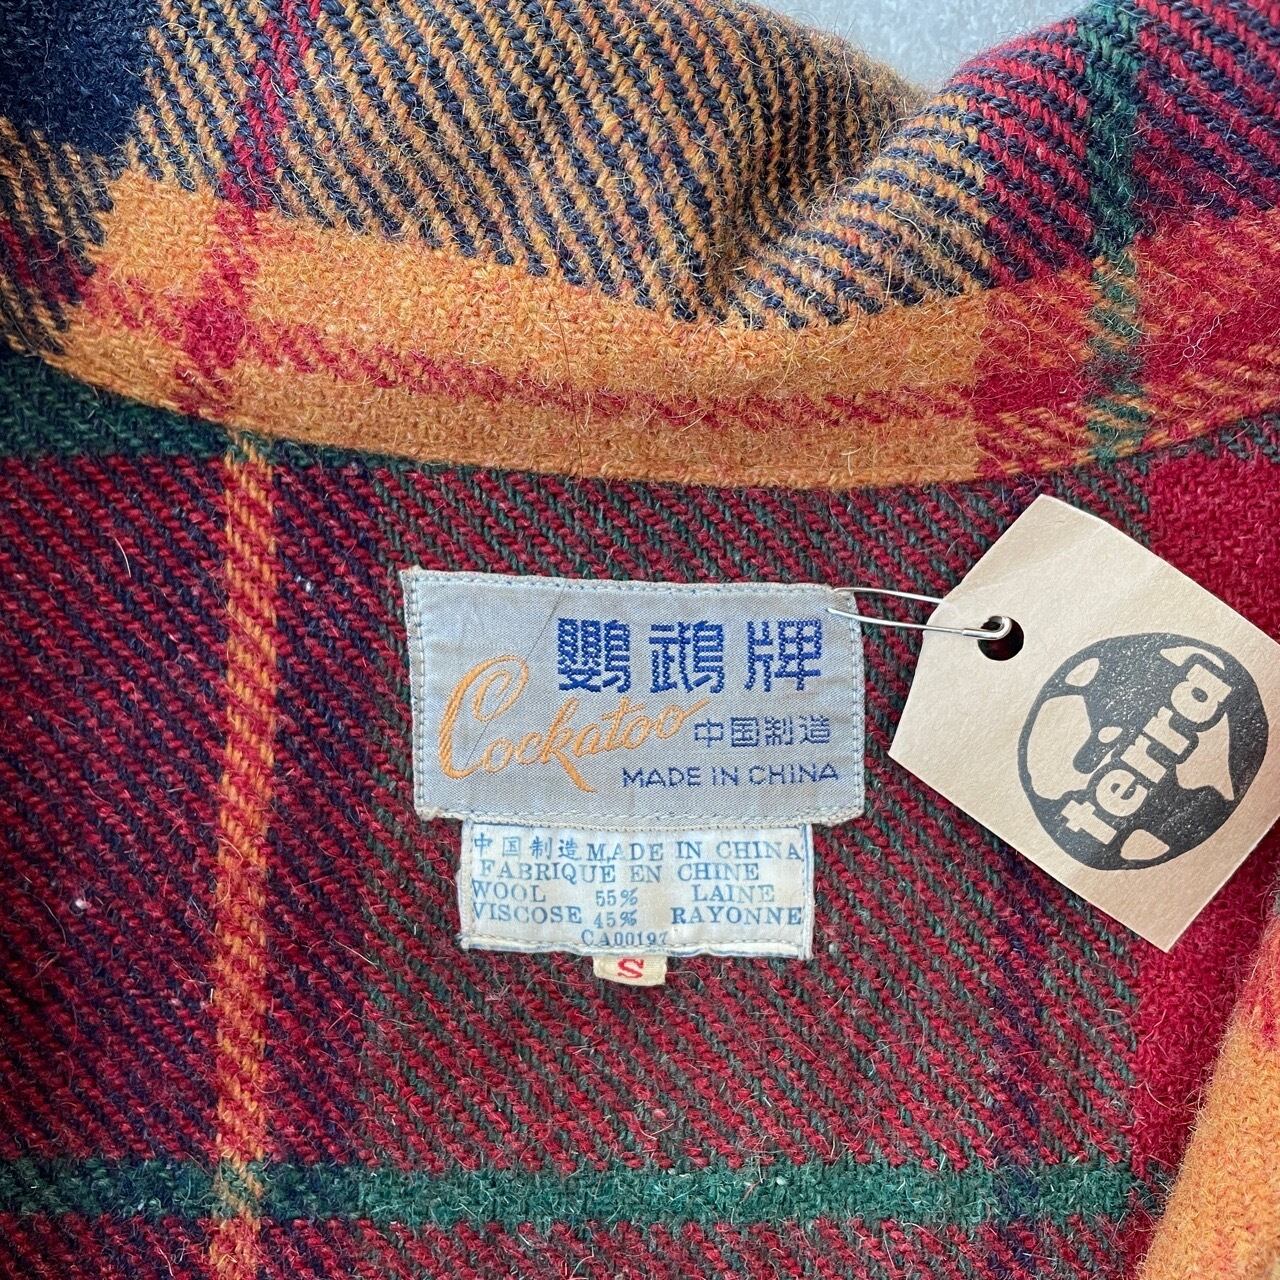 鸚鵡牌
Cockatoo
中国制造
MADE IN CHINA
中国制造 MADE IN CHINA
FABRIQUE EN CHINE
WOOL 55% LAINE
VISCOSE 45% RAYONNE
CA00197
S
terra